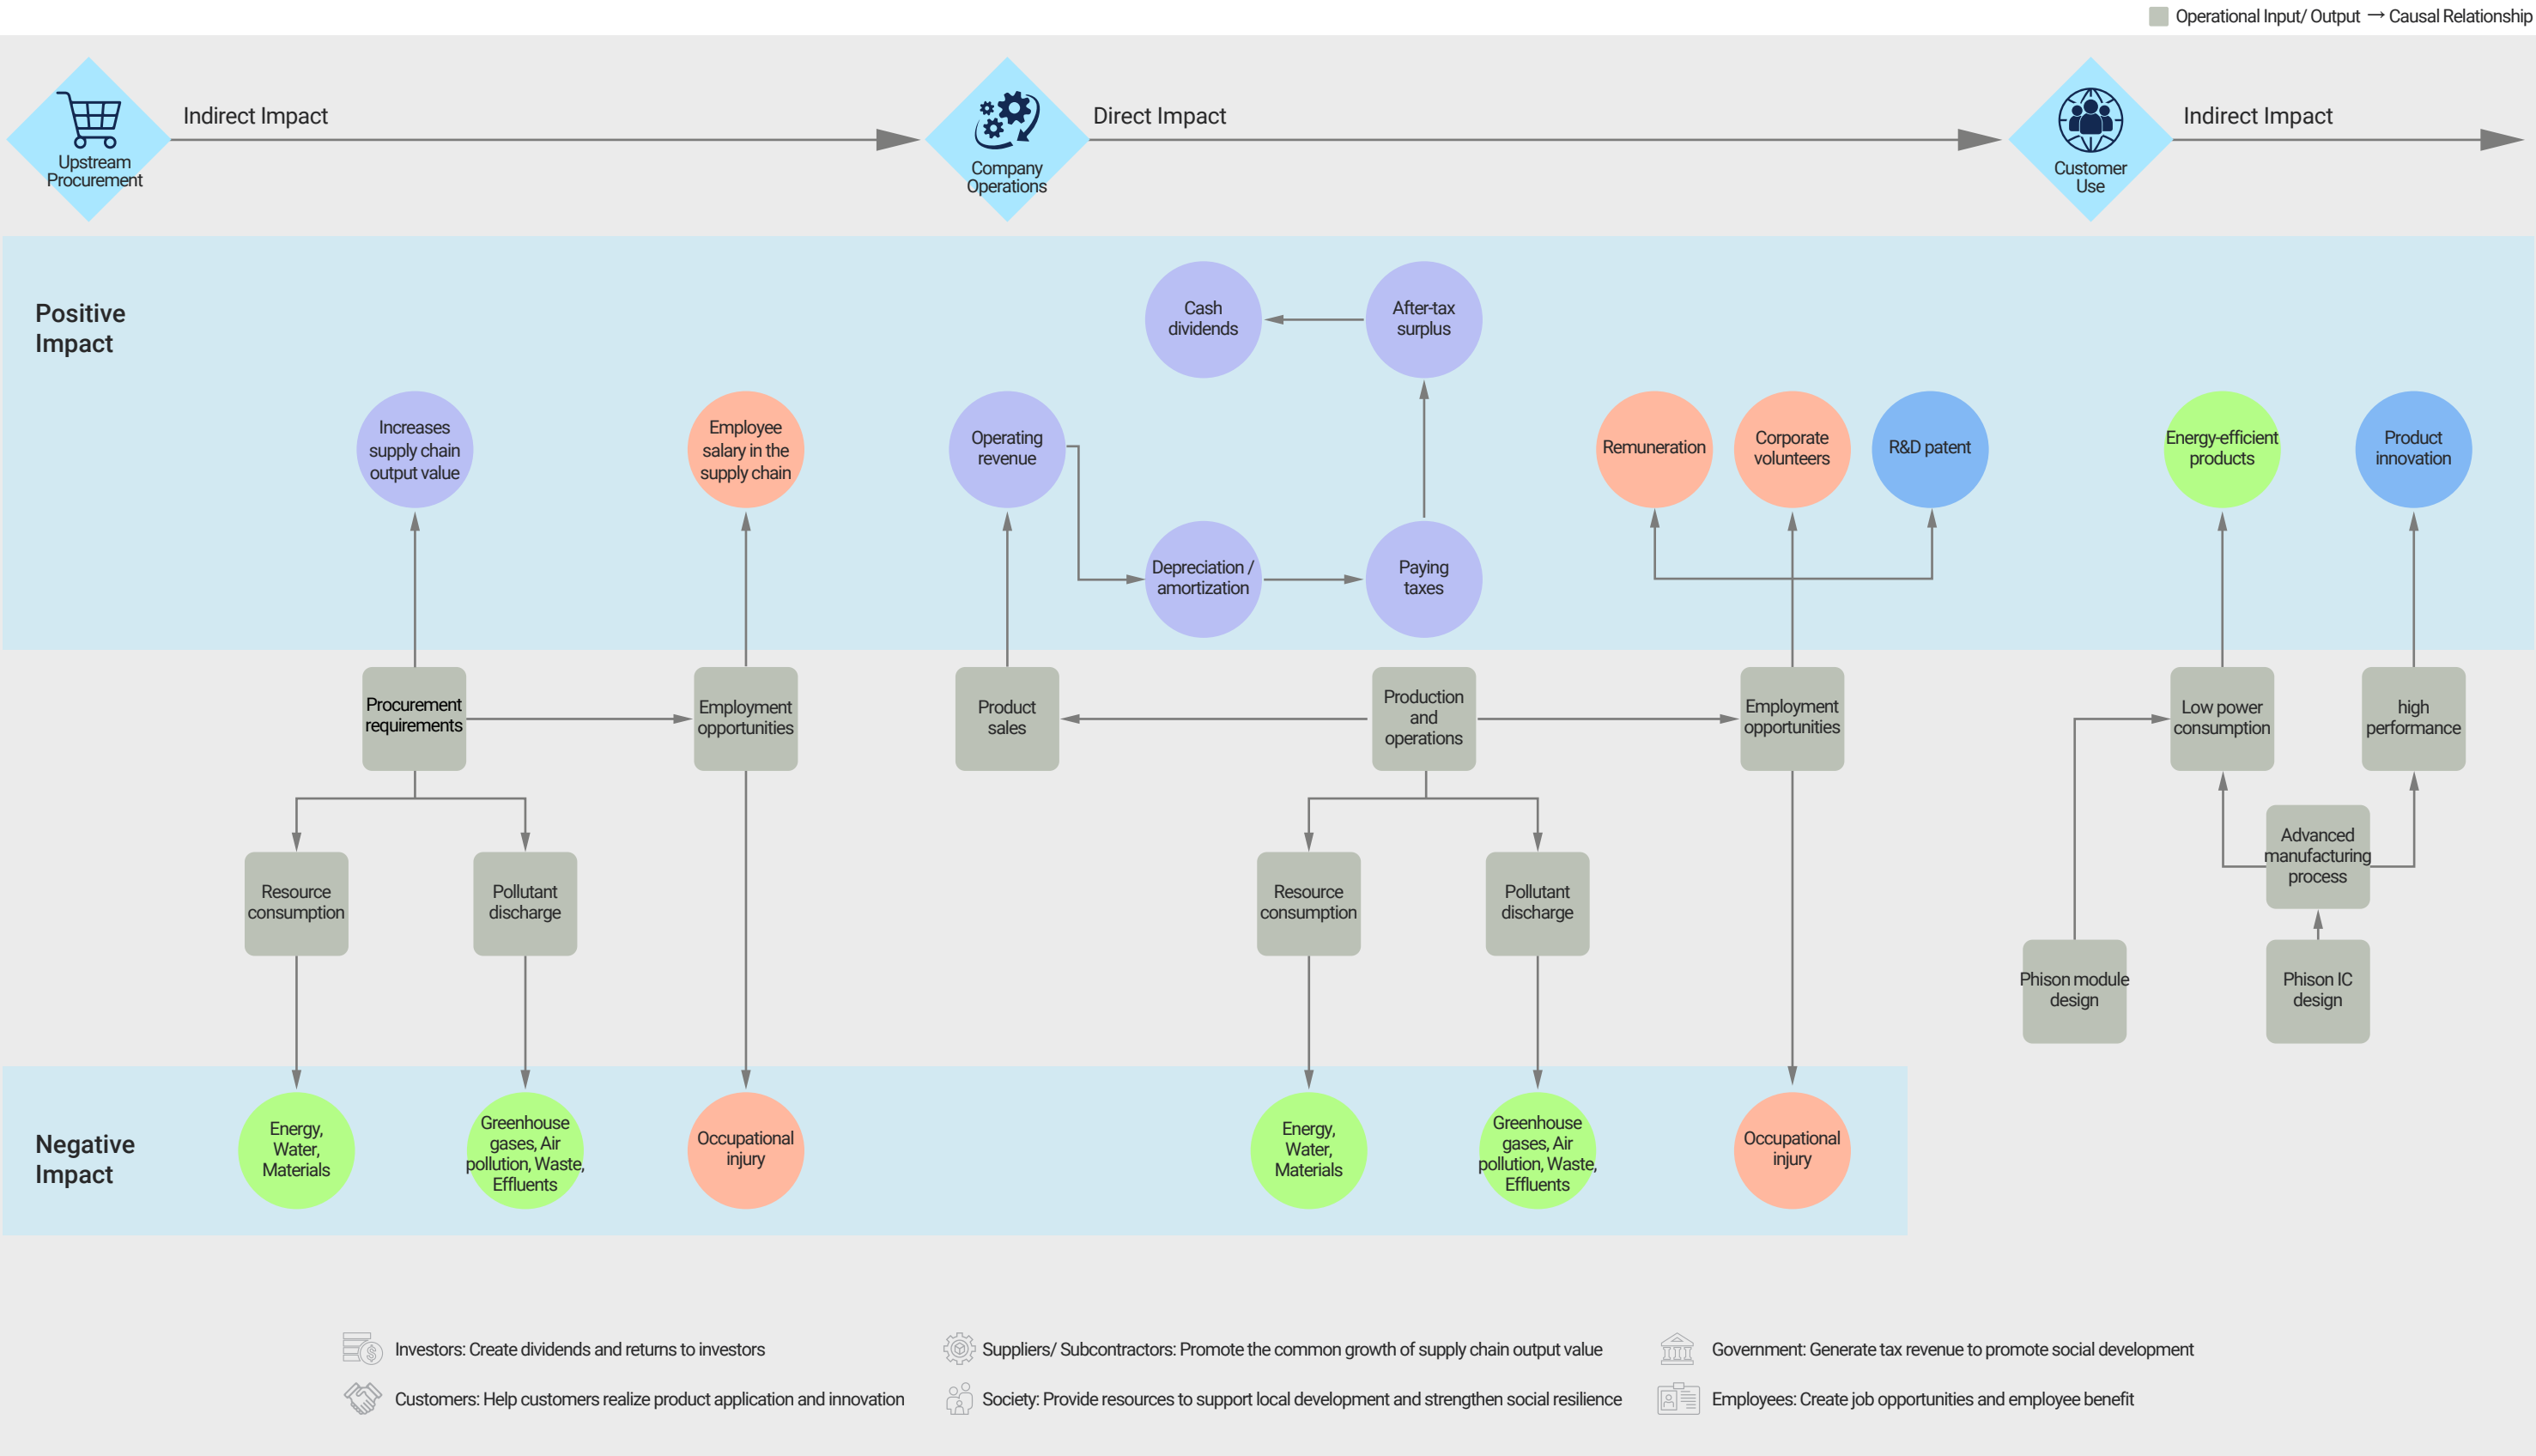 Operational Input/ Output → Causal Relationship
Indirect Impact
Direct Impact
Indirect Impact
Upstream
Procurement
Company
Operations
Customer
Use
Positive
Impact
Cash
dividends
After-tax
surplus
Increases
supply chain
output value
Employee
salary in the
supply chain
Operating
revenue
Remuneration
Corporate
volunteers
R&D patent
Energy-efficient
products
Product
innovation
Depreciation /
amortization
Paying
taxes
Procurement
requirements
Employment
opportunities
Product
sales
Production
and
operations
Employment
opportunities
Low power
consumption
high
performance
Advanced
manufacturing
process
Resource
consumption
Pollutant
discharge
Resource
consumption
Pollutant
discharge
Phison module
design
Phison IC
design
Negative
Impact
Energy,
Water,
Materials
Greenhouse
gases, Air
pollution, Waste,
Effluents
Occupational
injury
Energy,
Water,
Materials
Greenhouse
gases, Air
pollution, Waste,
Effluents
Occupational
injury
Investors: Create dividends and returns to investors
Suppliers/ Subcontractors: Promote the common growth of supply chain output value
Government: Generate tax revenue to promote social development
Customers: Help customers realize product application and innovation
Society: Provide resources to support local development and strengthen social resilience
Employees: Create job opportunities and employee benefit